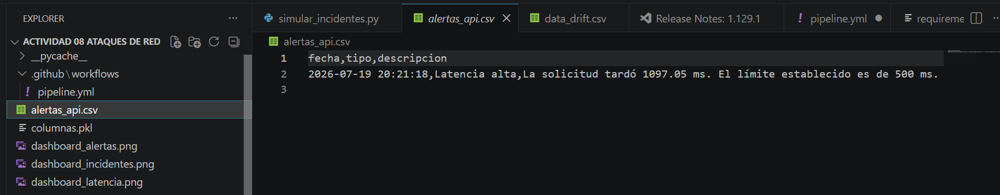 EXPLORER ···
ACTIVIDAD 08 ATAQUES DE RED
__pycache__
.github\workflows
! pipeline.yml
alertas_api.csv
columnas.pkl
dashboard_alertas.png
dashboard_incidentes.png
dashboard_latencia.png
simular_incidentes.py
alertas_api.csv
data_drift.csv
Release Notes: 1.129.1
! pipeline.yml
requireme
alertas_api.csv
1 fecha,tipo,descripcion
2 2026-07-19 20:21:18,Latencia alta,La solicitud tardó 1097.05 ms. El límite establecido es de 500 ms.
3